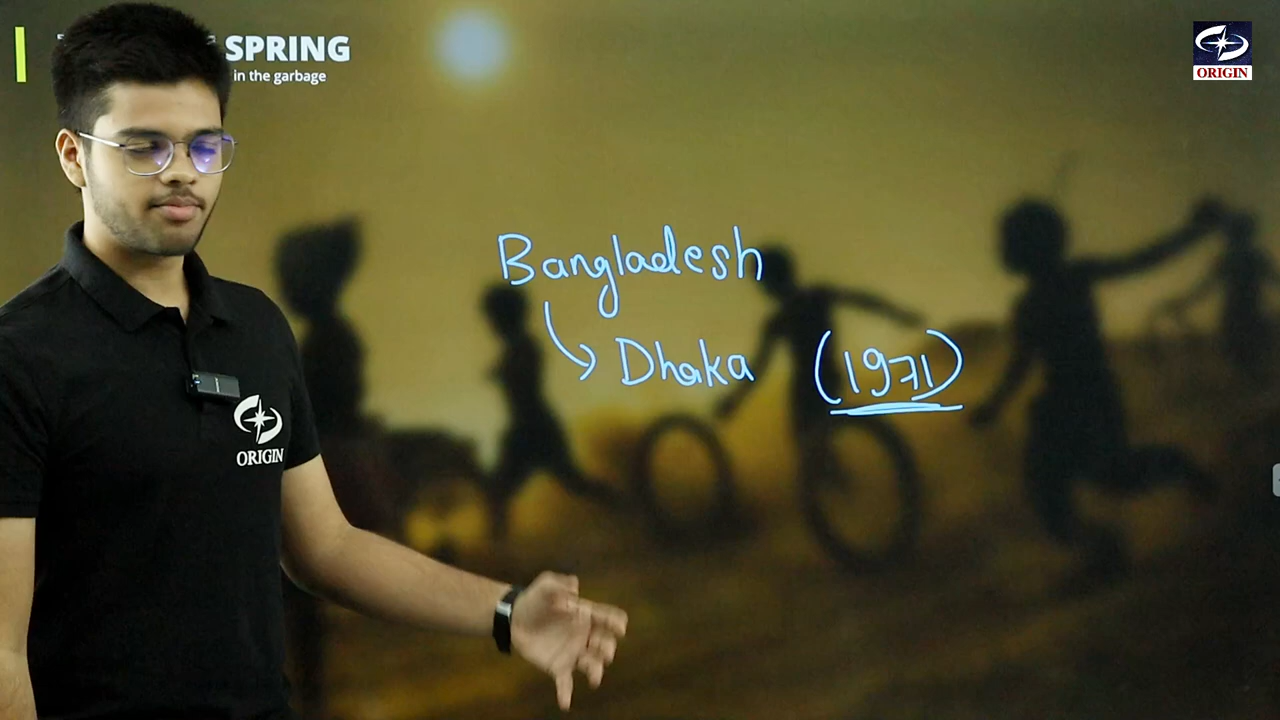 SPRING
in the garbage
ORIGIN
Bangladesh
Dhaka (1971)
ORIGIN